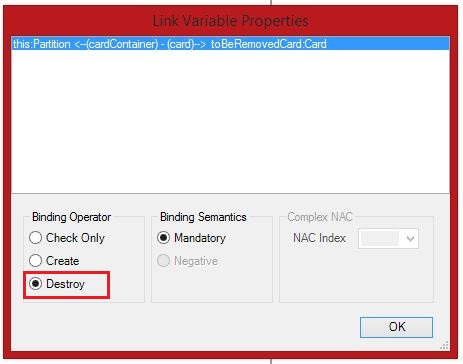 Link Variable Properties
this:Partition <--(cardContainer) - (card)--> toBeRemovedCard:Card
Binding Operator
Check Only
Create
Destroy
Binding Semantics
Mandatory
Negative
Complex NAC
NAC Index
OK